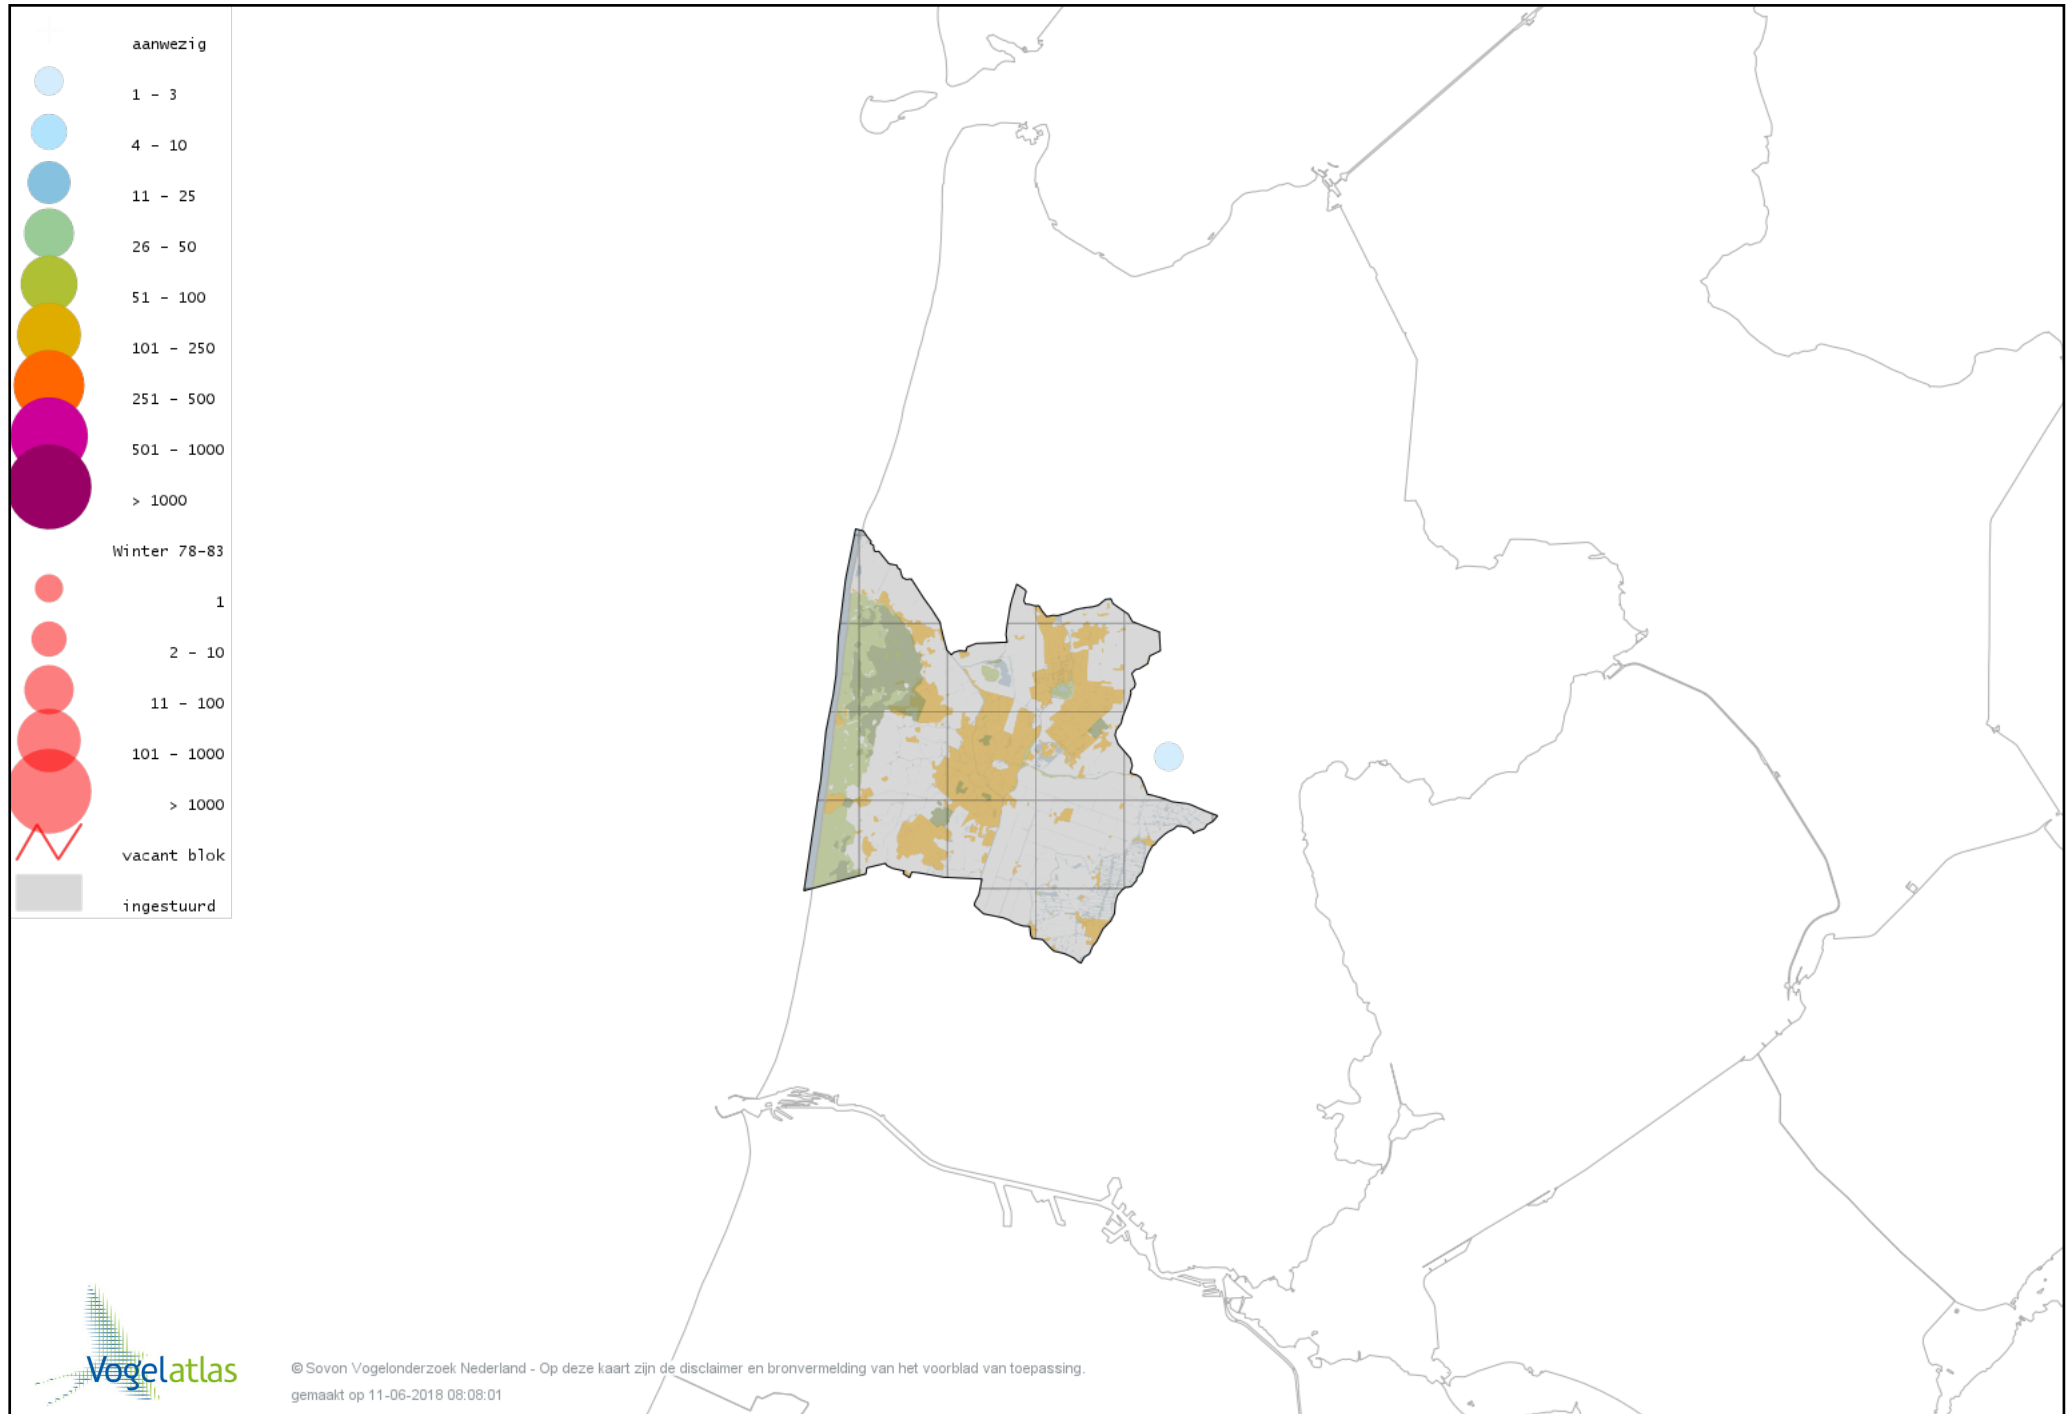 aanwezig
1 - 3
4 - 10
11 - 25
26 - 50
51 - 100
101 - 250
251 - 500
501 - 1000
> 1000
Winter 78-83
1
2 - 10
11 - 100
101 - 1000
> 1000
vacant blok
ingestuurd
Vogelatlas
© Sovon Vogelonderzoek Nederland - Op deze kaart zijn de disclaimer en bronvermelding van het voorblad van toepassing.
gemaakt op 11-06-2018 08:08:01